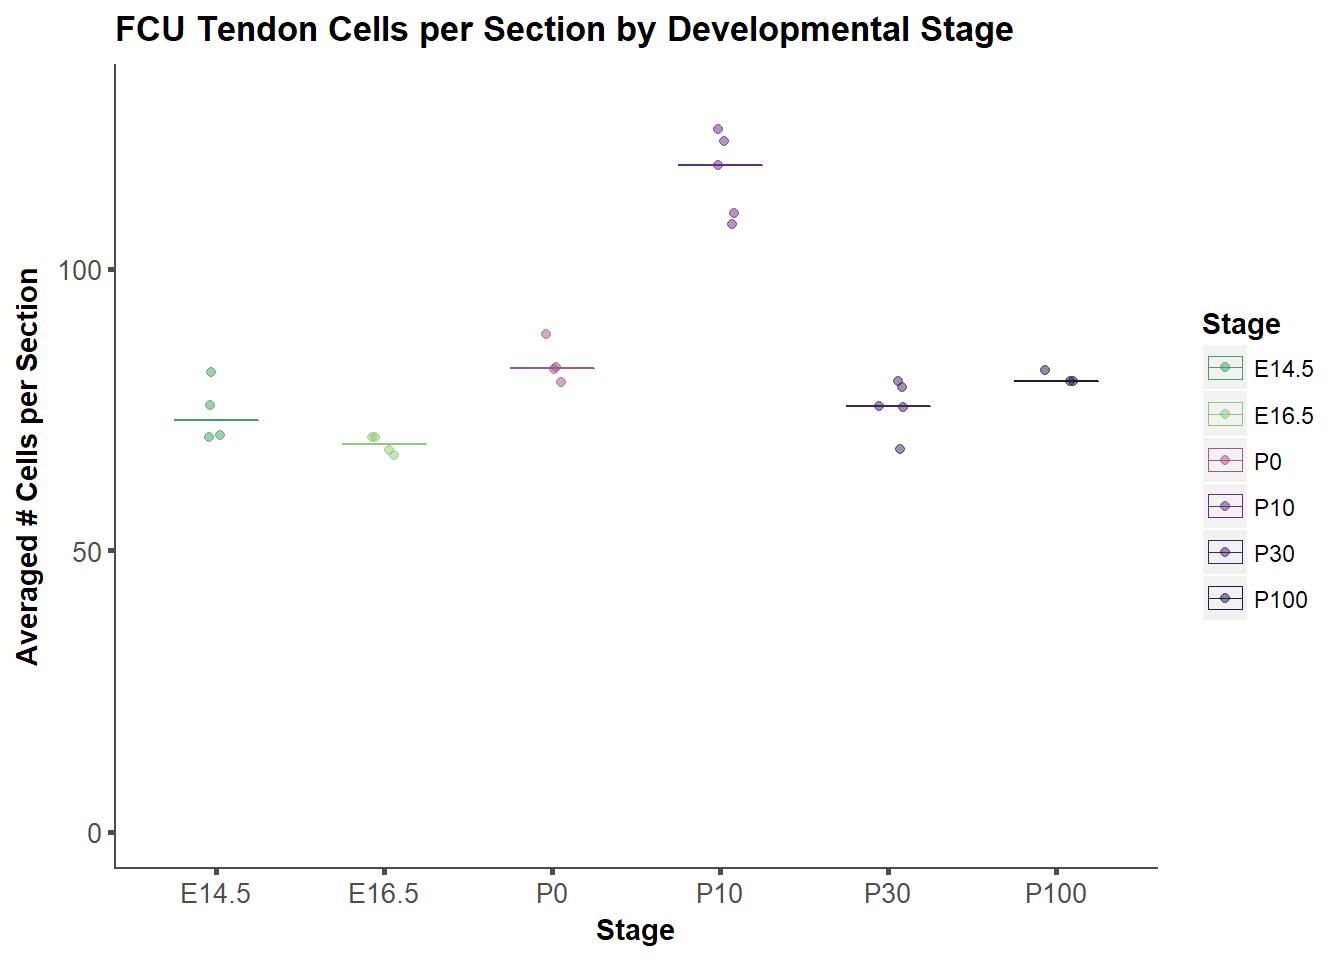 FCU Tendon Cells per Section by Developmental Stage
Averaged # Cells per Section
100
50
0
E14.5 E16.5 P0 P10 P30 P100
Stage
Stage
E14.5
E16.5
P0
P10
P30
P100